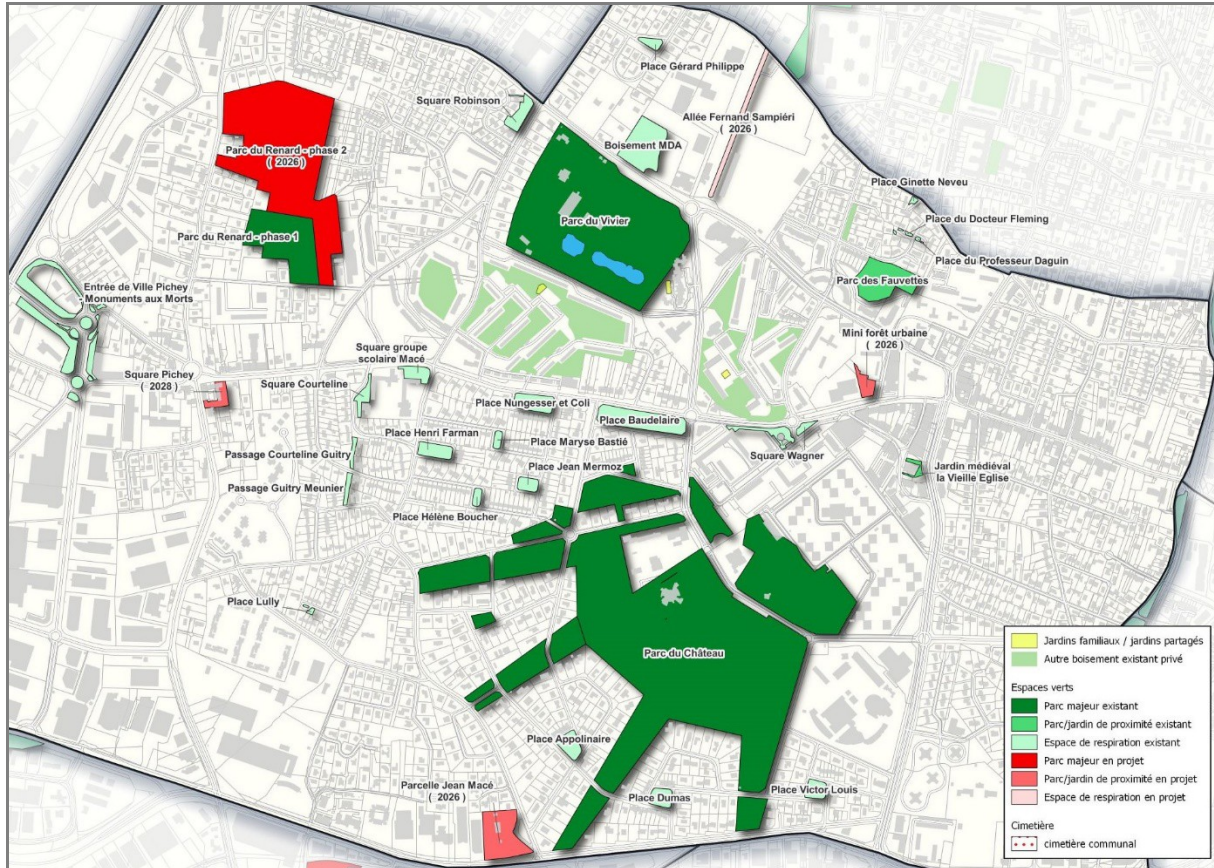 Place Gérard Philippe
Square Robinson
Allée Fernand Sampiéri
( 2026)
Boisement MDA
Parc du Renard - phase 2
( 2026)
Place Ginette Neveu
Place du Docteur Fleming
Parc du Vivier
Parc du Renard - phase 1
Place du Professeur Daguin
Parc des Fauvettes
Entrée de Ville Pichey
- Monuments aux Morts
Mini forêt urbaine
( 2026)
Square groupe
scolaire Macé
Square Pichey
( 2028)
Square Courteline
Place Nungesser et Coli
Place Baudelaire
Place Henri Farman
Place Maryse Bastié
Square Wagner
Passage Courteline Guitry
Place Jean Mermoz
Jardin médiéval
la Vieille Eglise
Passage Guitry Meunier
Place Hélène Boucher
Place Lully
Parc du Château
Place Appolinaire
Parcelle Jean Macé
( 2026)
Place Dumas
Place Victor Louis
Jardins familiaux / jardins partagés
Autre boisement existant privé
Espaces verts
Parc majeur existant
Parc/jardin de proximité existant
Espace de respiration existant
Parc majeur en projet
Parc/jardin de proximité en projet
Espace de respiration en projet
Cimetière
cimetière communal